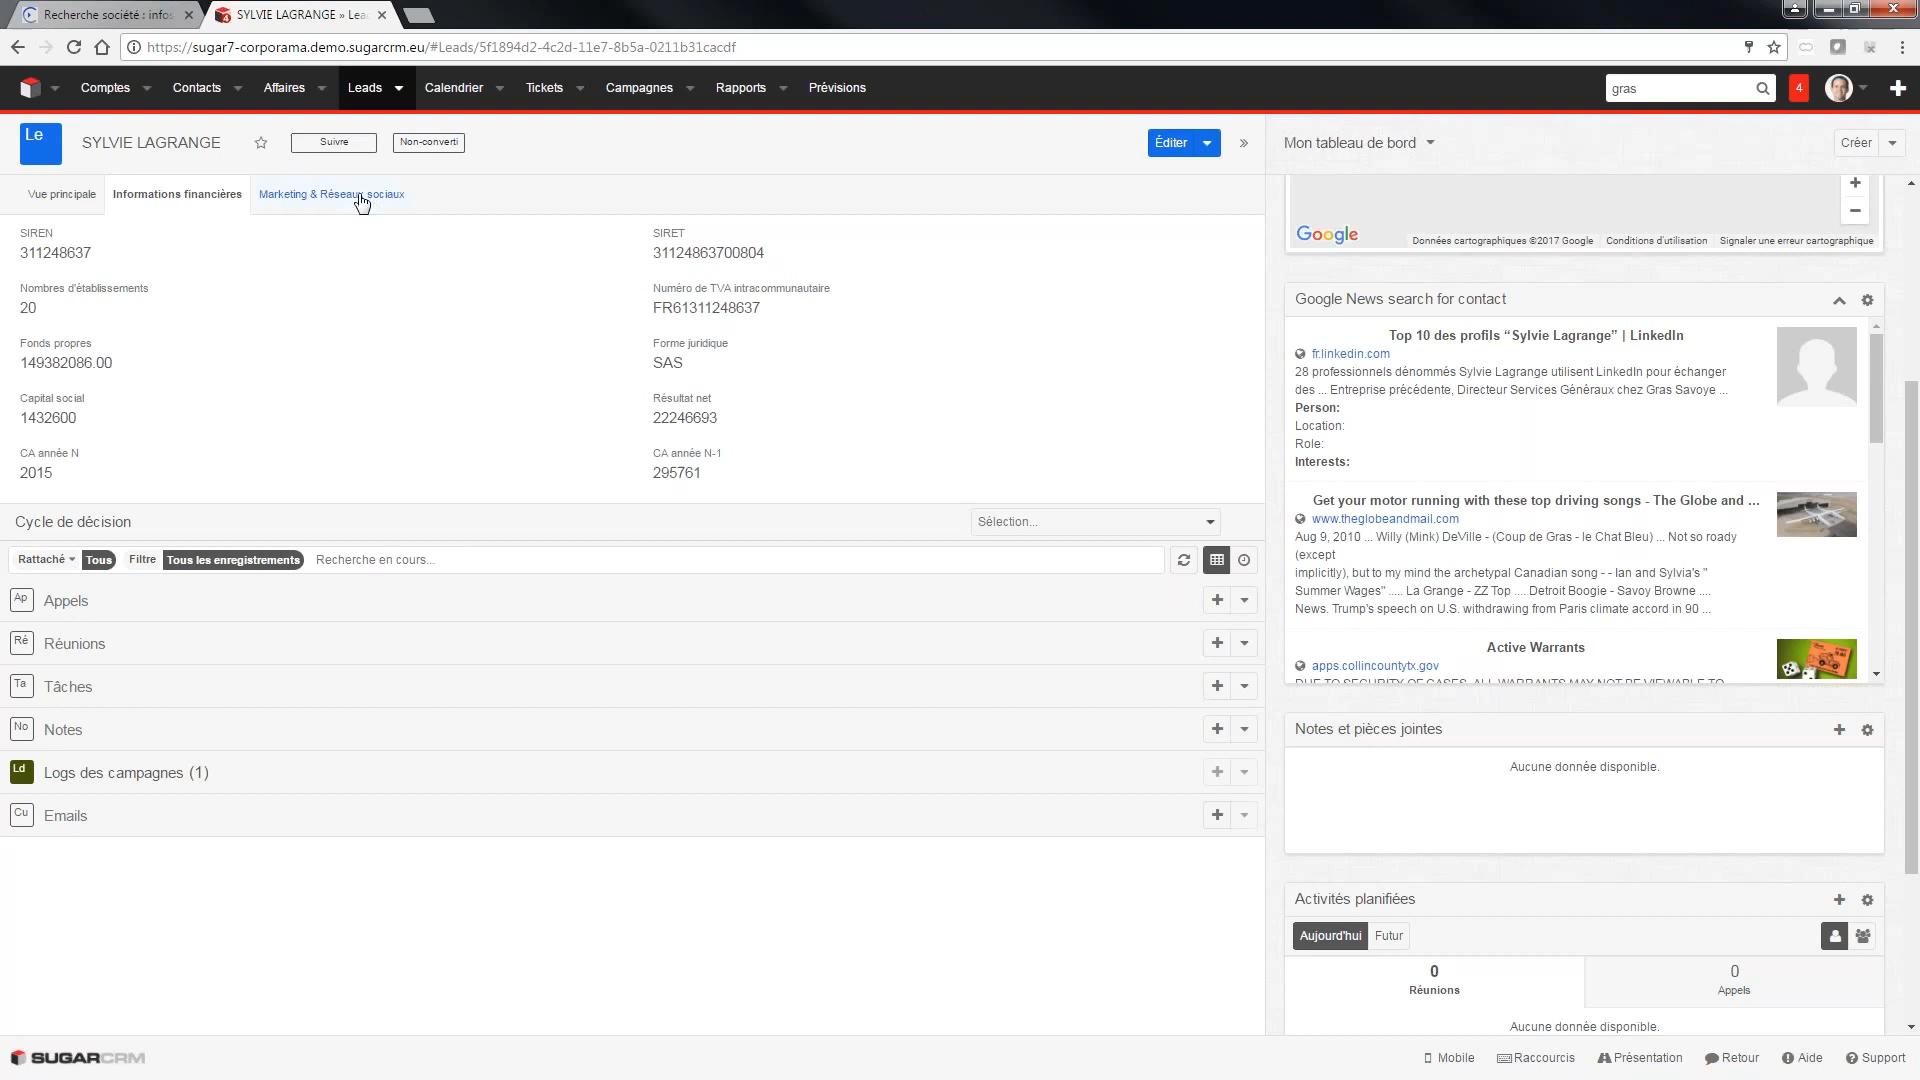 Recherche société : infos
SYLVIE LAGRANGE » Lea
https://sugar7-corporama.demo.sugarcrm.eu/#Leads/5f1894d2-4c2d-11e7-8b5a-0211b31cacdf
Comptes Contacts Affaires Leads Calendrier Tickets Campagnes Rapports Prévisions
gras
4
Le
SYLVIE LAGRANGE
Suivre
Non-converti
Éditer
Mon tableau de bord
Créer
Vue principale
Informations financières
Marketing & Réseaux sociaux
SIREN
311248637
SIRET
31124863700804
Nombres d'établissements
20
Numéro de TVA intracommunautaire
FR61311248637
Fonds propres
149382086.00
Forme juridique
SAS
Capital social
1432600
Résultat net
22246693
CA année N
2015
CA année N-1
295761
Cycle de décision
Sélection...
Rattaché Tous Filtre Tous les enregistrements Recherche en cours...
Ap Appels
Ré Réunions
Ta Tâches
No Notes
Ld Logs des campagnes (1)
Cu Emails
Google
Données cartographiques ©2017 Google Conditions d'utilisation Signaler une erreur cartographique
Google News search for contact
Top 10 des profils “Sylvie Lagrange” | LinkedIn
fr.linkedin.com
28 professionnels dénommés Sylvie Lagrange utilisent LinkedIn pour échanger
des ... Entreprise précédente, Directeur Services Généraux chez Gras Savoye ...
Person:
Location:
Role:
Interests:
Get your motor running with these top driving songs - The Globe and ...
www.theglobeandmail.com
Aug 9, 2010 ... Willy (Mink) DeVille - (Coup de Gras - le Chat Bleu) ... Not so roady
(except
implicitly), but to my mind the archetypal Canadian song - - Ian and Sylvia's "
Summer Wages" ..... La Grange - ZZ Top .... Detroit Boogie - Savoy Browne ....
News. Trump's speech on U.S. withdrawing from Paris climate accord in 90 ...
Active Warrants
apps.collincountytx.gov
DUE TO SECURITY OF CASES, ALL WARRANTS MAY NOT BE VIEWABLE TO
Notes et pièces jointes
Aucune donnée disponible.
Activités planifiées
Aujourd'hui Futur
0
Réunions
0
Appels
Aucune donnée disponible.
SUGARCRM
Mobile Raccourcis Présentation Retour Aide Support